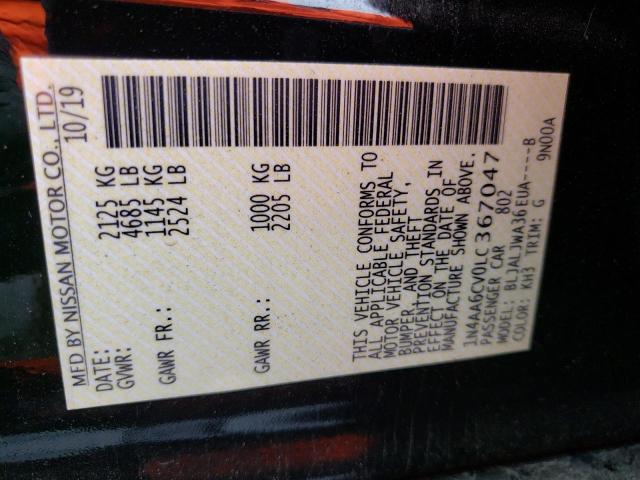 MFD BY NISSAN MOTOR CO., LTD.
DATE: 10/19
GVWR: 2125 KG
4685 LB
GAWR FR.: 1145 KG
2524 LB
GAWR RR.: 1000 KG
2205 LB
THIS VEHICLE CONFORMS TO
ALL APPLICABLE FEDERAL
MOTOR VEHICLE SAFETY,
BUMPER, AND THEFT
PREVENTION STANDARDS IN
EFFECT ON THE DATE OF
MANUFACTURE SHOWN ABOVE.
1N4AA6CV0LC367047
PASSENGER CAR 802
MODEL: BLJALJWA36EUA----B
COLOR: KH3 TRIM: G 9N00A